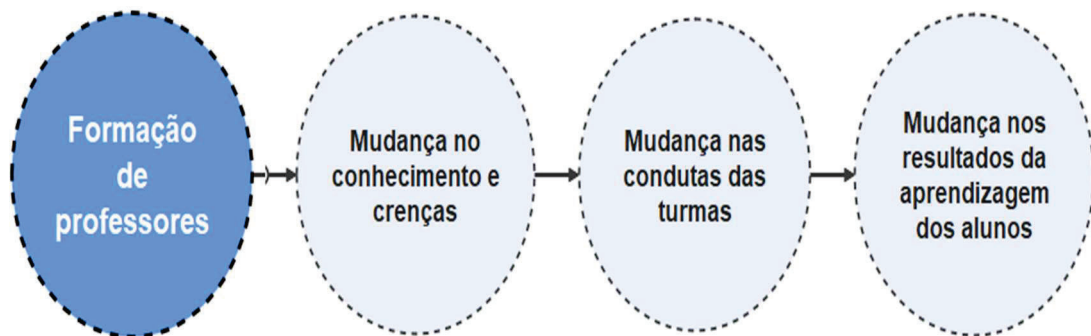 Formação
de
professores
Mudança no
conhecimento e
crenças
Mudança nas
condutas das
turmas
Mudança nos
resultados da
aprendizagem
dos alunos